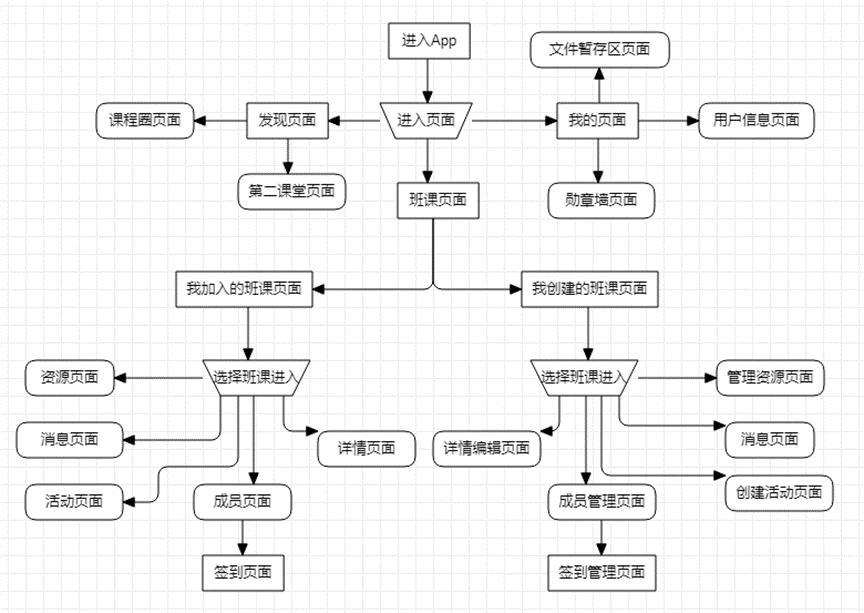 进入App
文件暂存区页面
课程圈页面
发现页面
进入页面
我的页面
用户信息页面
第二课堂页面
班课页面
勋章墙页面
我加入的班课页面
我创建的班课页面
资源页面
选择班课进入
选择班课进入
管理资源页面
消息页面
详情页面
详情编辑页面
消息页面
活动页面
成员页面
成员管理页面
创建活动页面
签到页面
签到管理页面